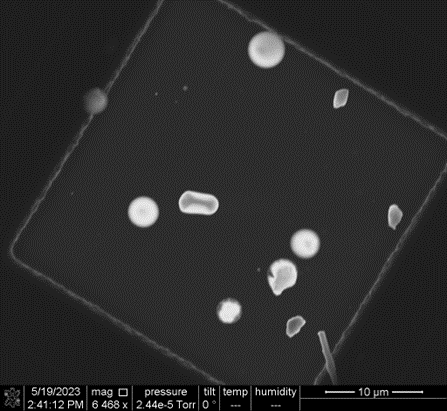 5/19/2023 mag pressure tilt temp humidity
2:41:12 PM 6 468 x 2.44e-5 Torr 0 ° --- --- 10 µm